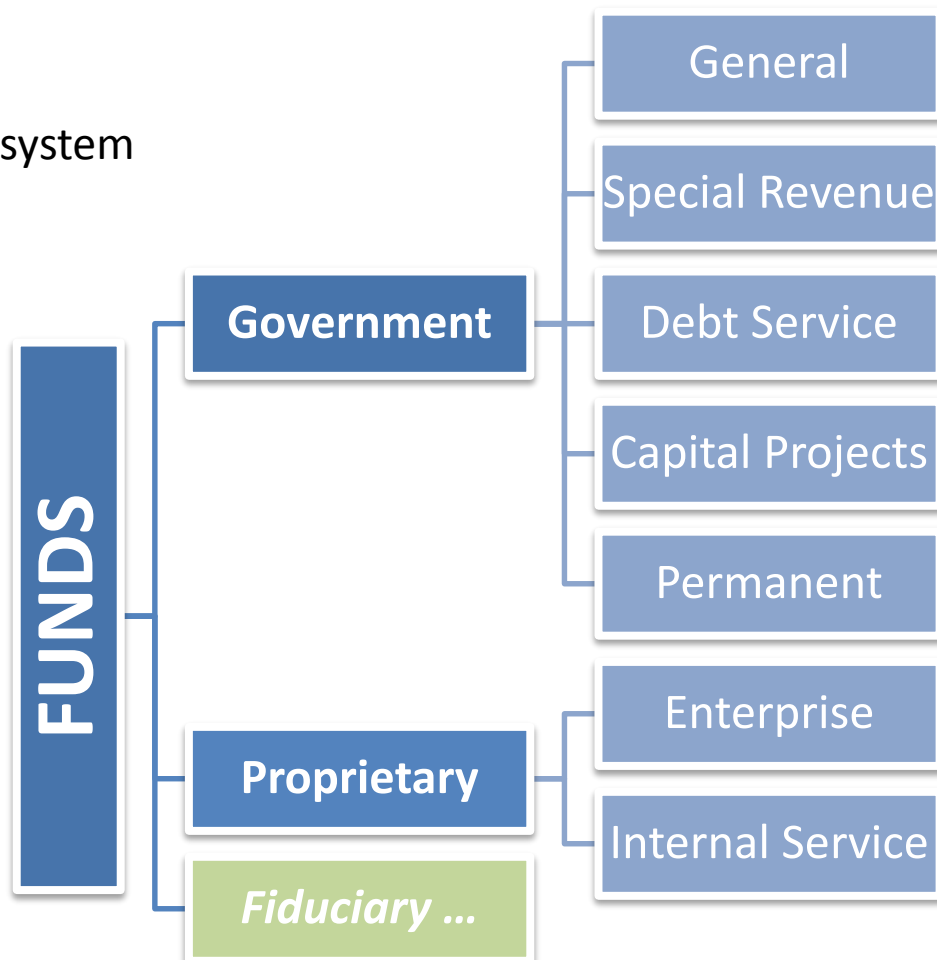 system
FUNDS
Government
General
Special Revenue
Debt Service
Capital Projects
Permanent
Proprietary
Enterprise
Internal Service
Fiduciary ...